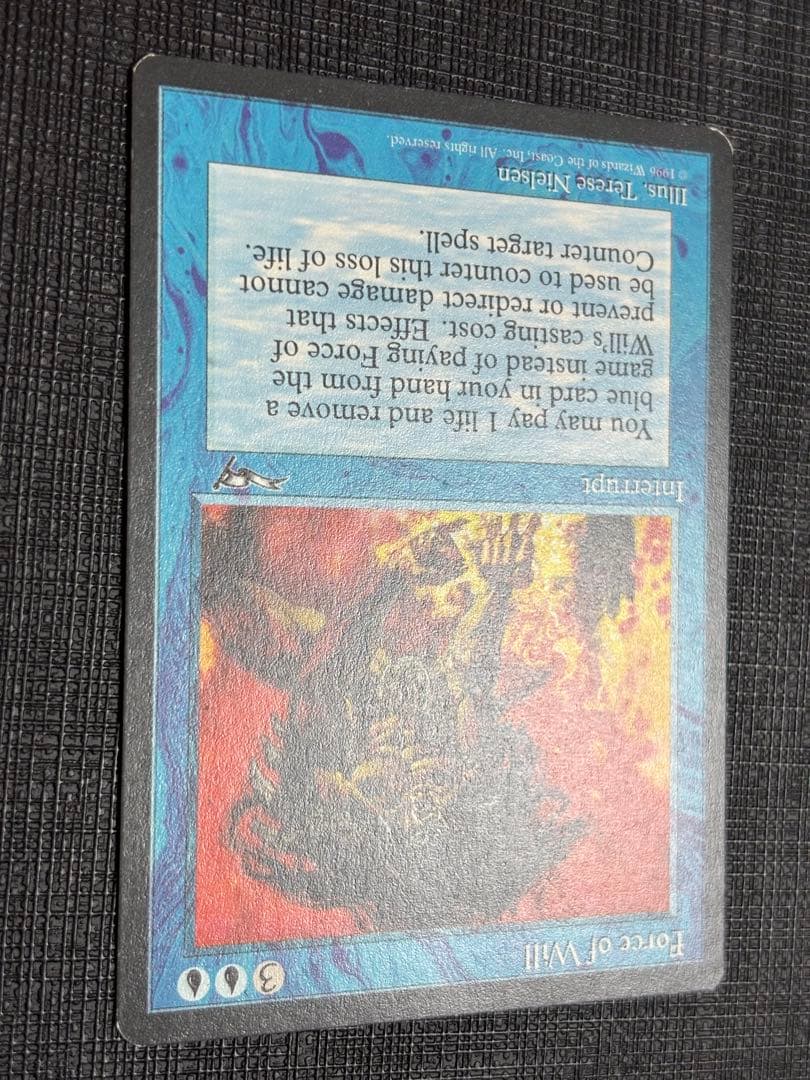 Force of Will 3
Interrupt
You may pay 1 life and remove a
blue card in your hand from the
game instead of paying Force of
Will's casting cost. Effects that
prevent or redirect damage cannot
be used to counter this loss of life.
Counter target spell.
Illus. Terese Nielsen
© 1996 Wizards of the Coast, Inc. All rights reserved.